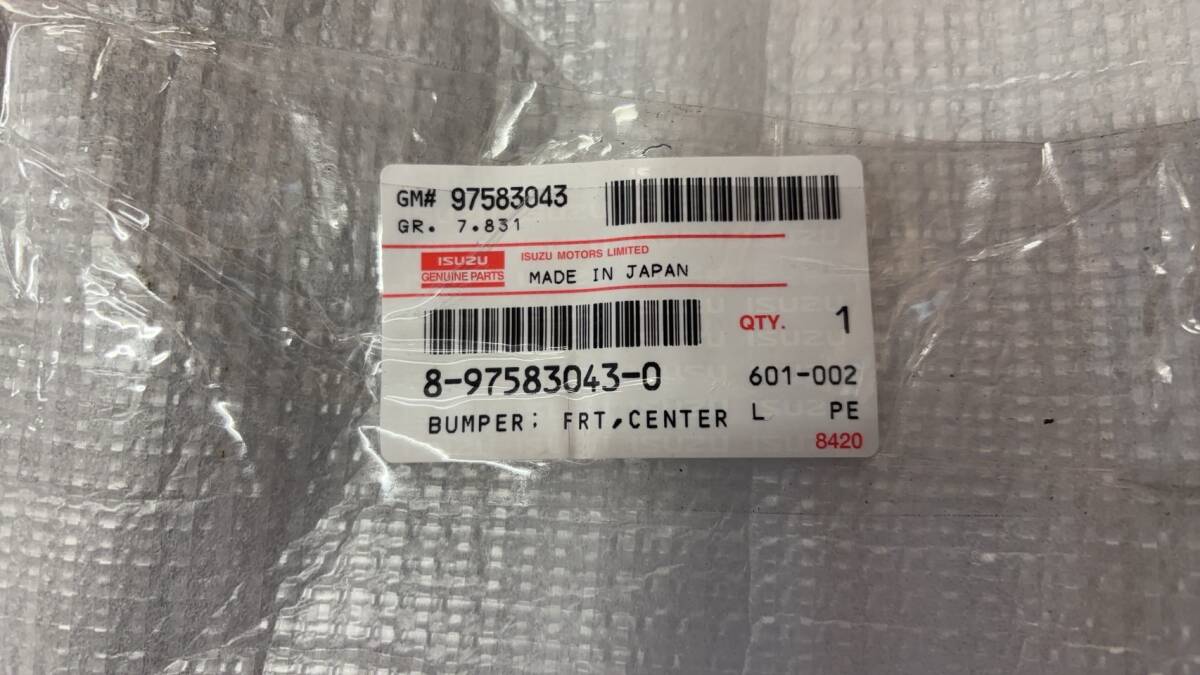 GM# 97583043
GR. 7.831
ISUZU GENUINE PARTS
ISUZU MOTORS LIMITED
MADE IN JAPAN
QTY. 1
8-97583043-0 601-002
BUMPER; FRT,CENTER L PE
8420